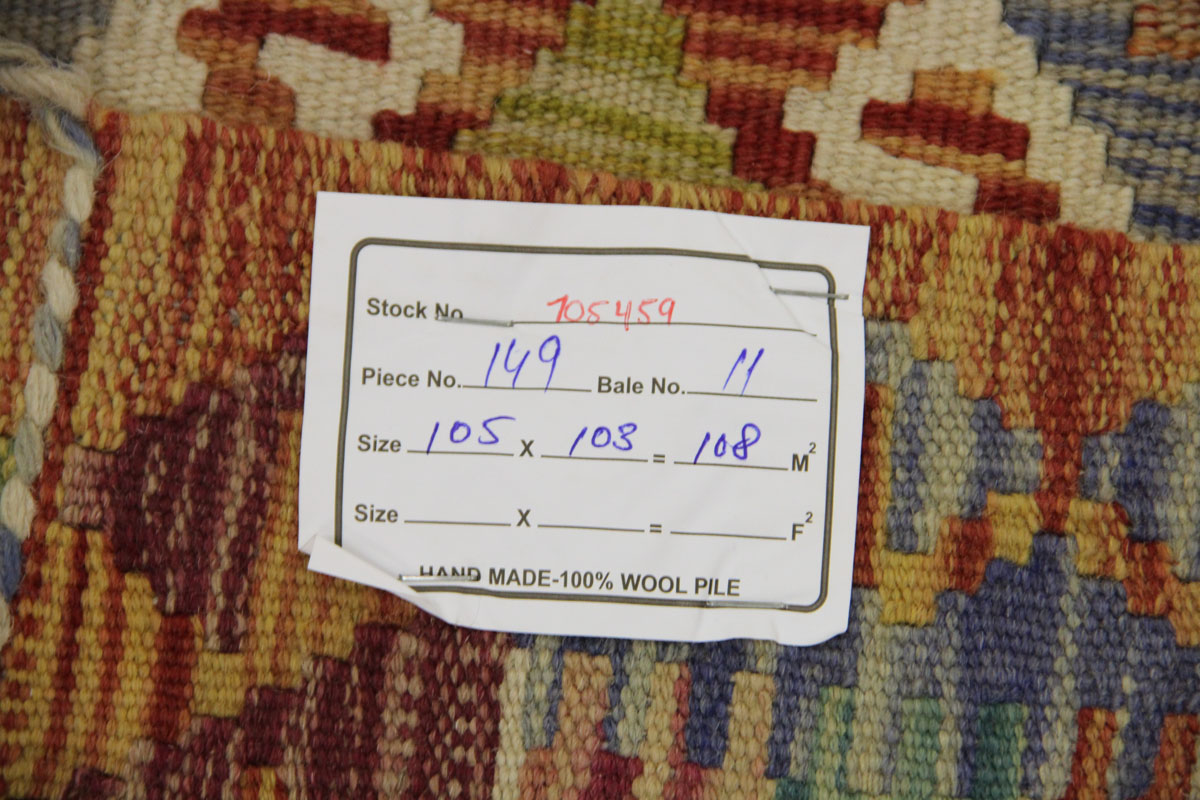 Stock No. 105459
Piece No. 149 Bale No. 11
Size 105 X 103 = 108 M²
Size X = F²
HAND MADE-100% WOOL PILE